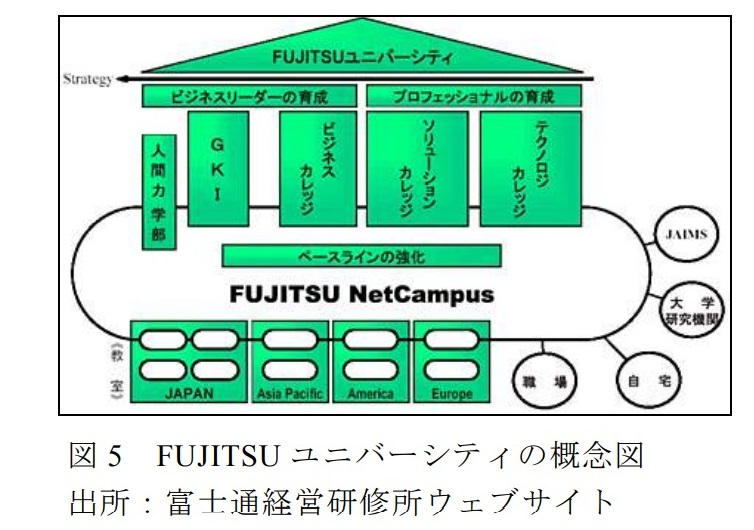 FUJITSUユニバーシティ
Strategy
ビジネスリーダーの育成
プロフェッショナルの育成
人間力学部
GKI
ビジネス
カレッジ
ソリューション
カレッジ
テクノロジ
カレッジ
ベースラインの強化
FUJITSU NetCampus
JAIMS
大学
研究機関
自宅
職場
《教室》
JAPAN
Asia Pacific
America
Europe
図5 FUJITSUユニバーシティの概念図
出所：富士通経営研修所ウェブサイト